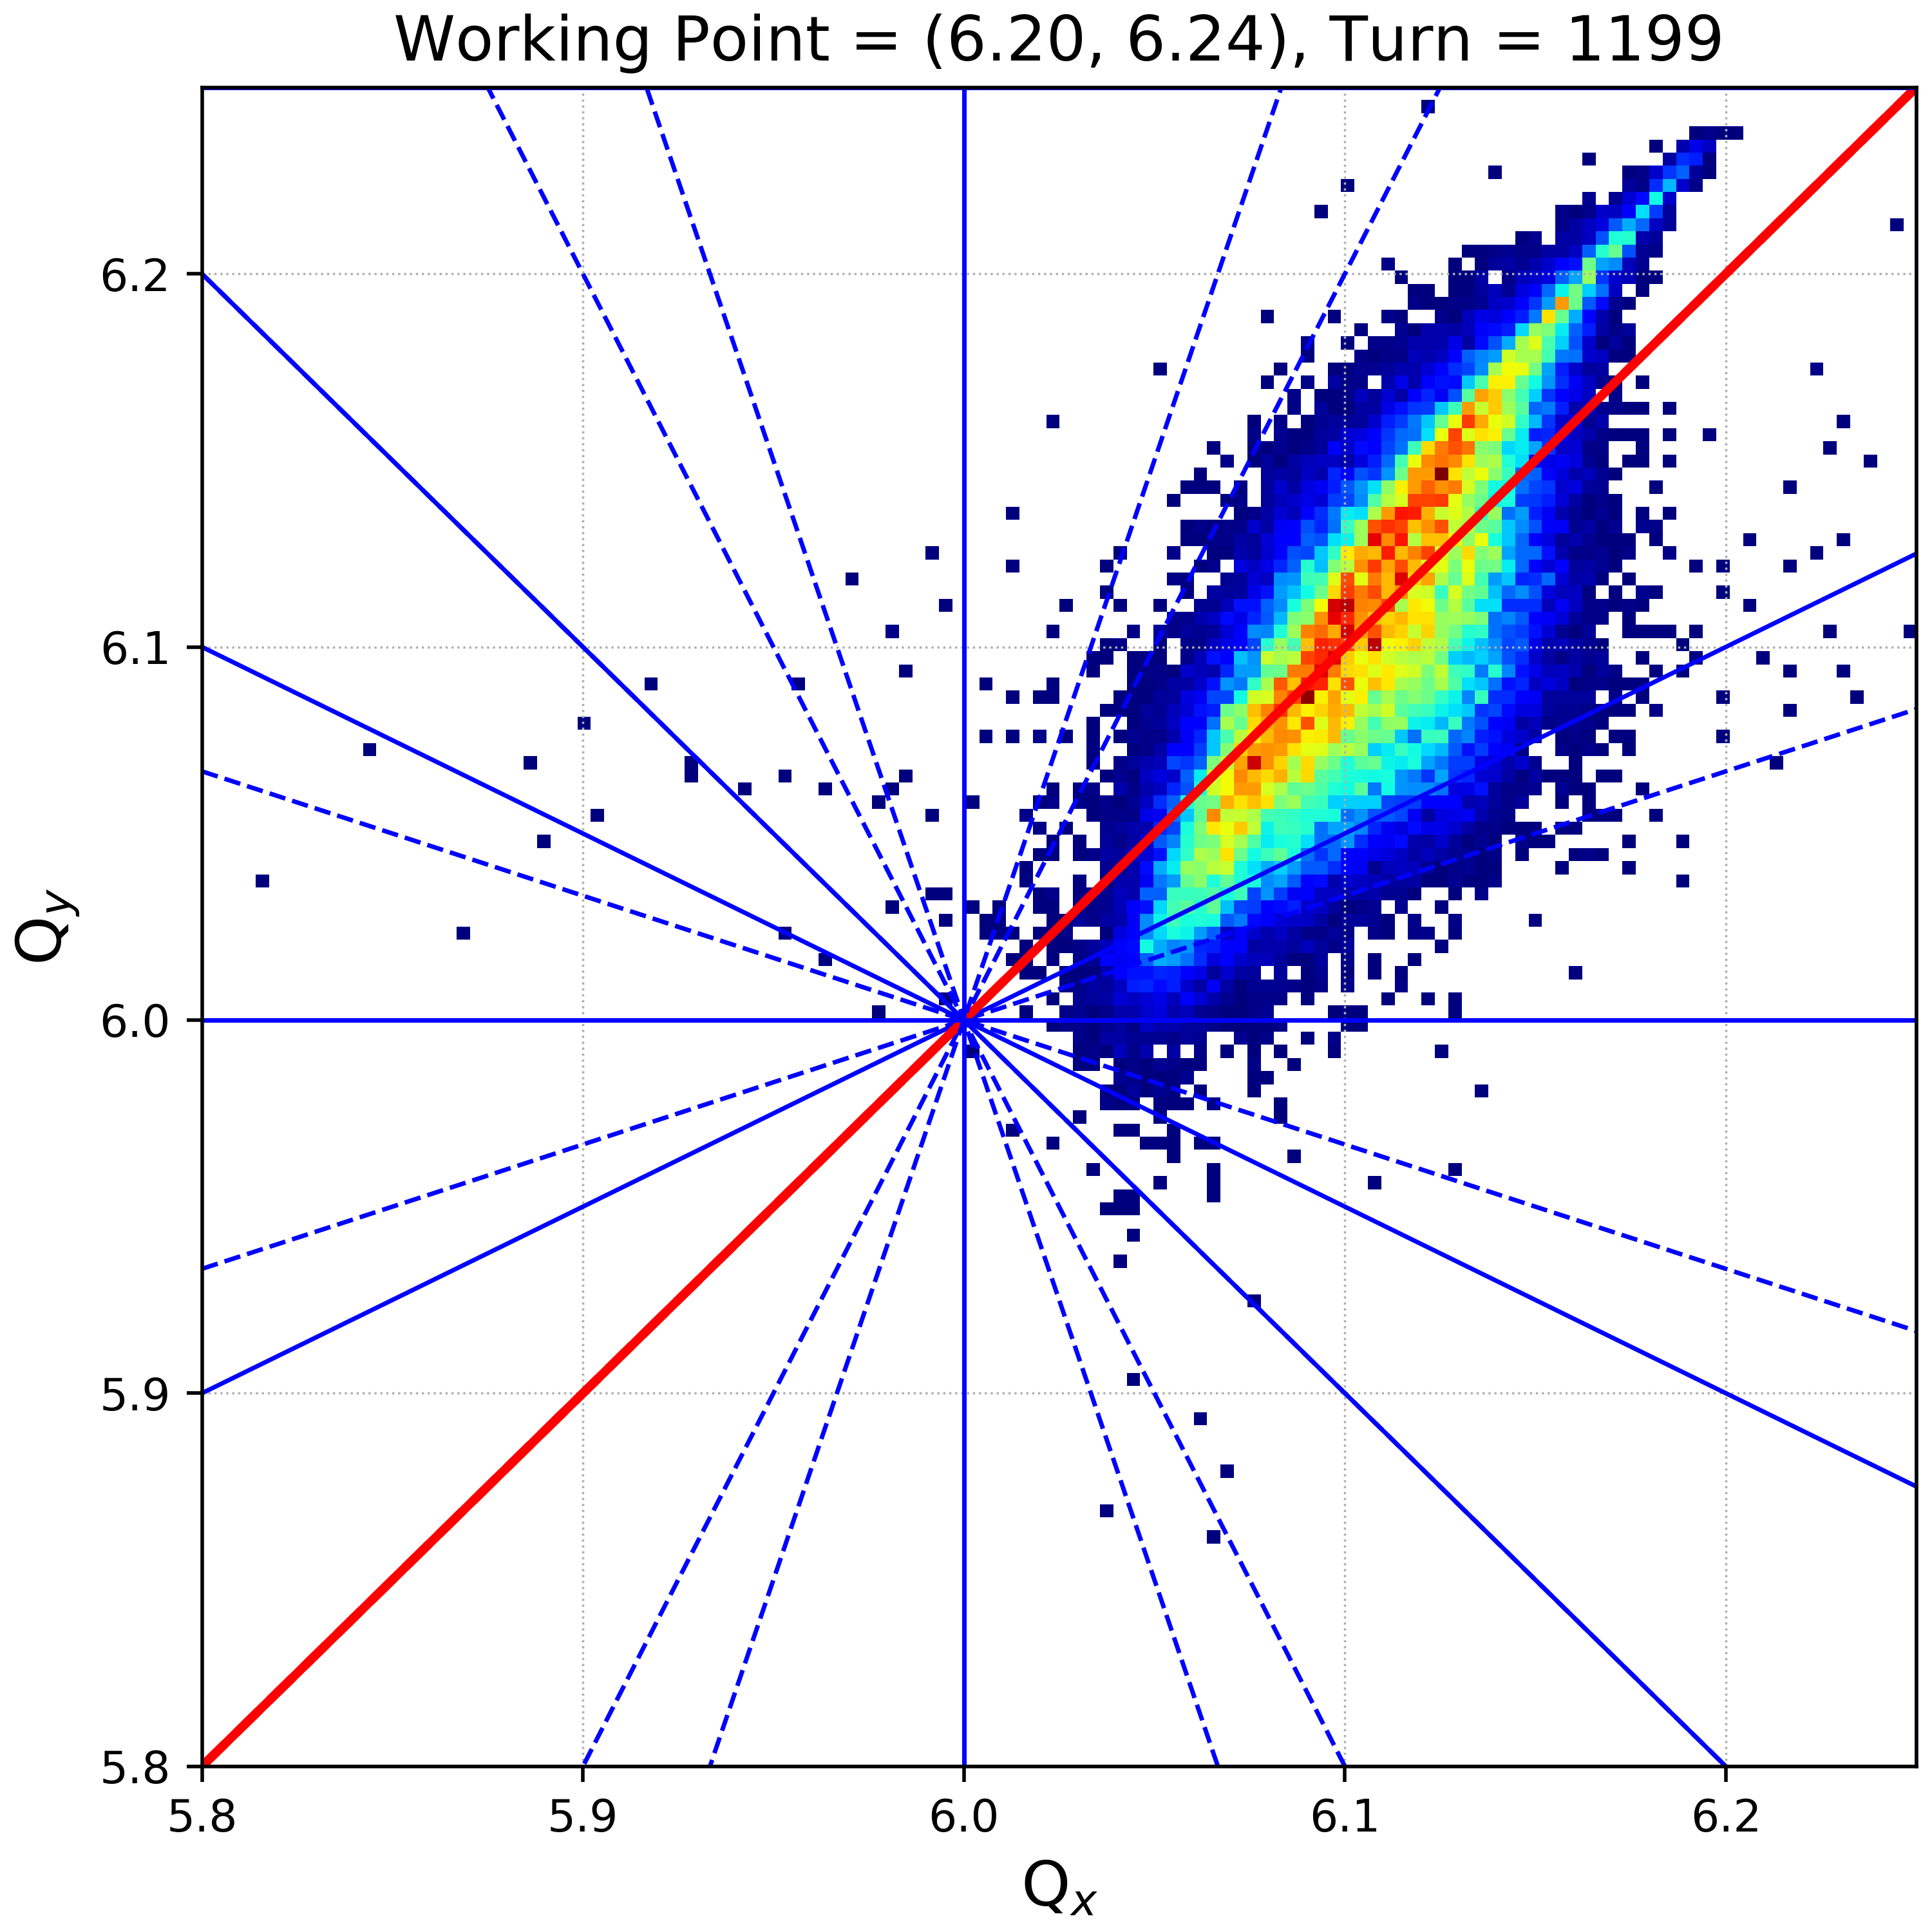 Working Point = (6.20, 6.24), Turn = 1199
6.2
6.1
6.0
5.9
5.8
Qy
5.8 5.9 6.0 6.1 6.2
Qx